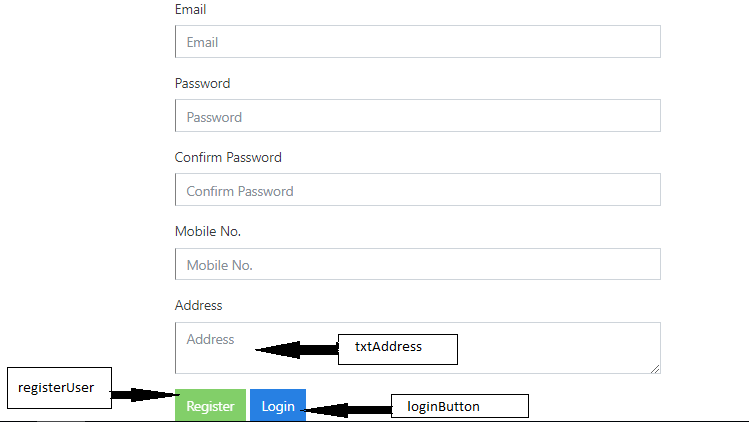 Email
Email
Password
Password
Confirm Password
Confirm Password
Mobile No.
Mobile No.
Address
Address
txtAddress
registerUser
Register Login
loginButton